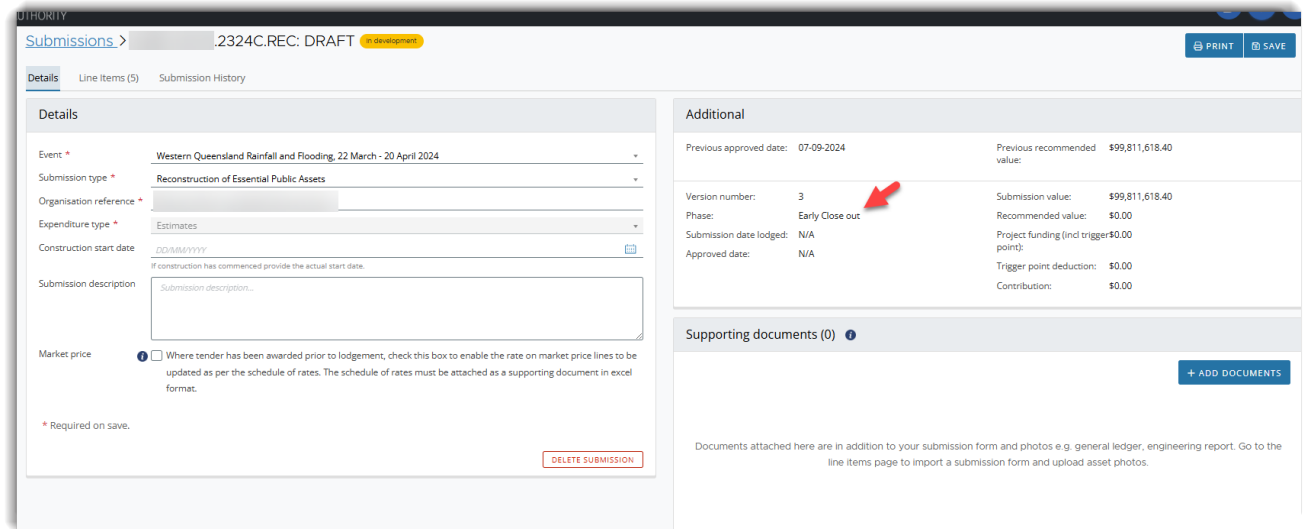 UTHORITY
Submissions > .2324C.REC: DRAFT In development
PRINT SAVE
Details Line Items (5) Submission History
Details
Event *
Western Queensland Rainfall and Flooding, 22 March - 20 April 2024
Submission type *
Reconstruction of Essential Public Assets
Organisation reference *
Expenditure type *
Estimates
Construction start date
DD/MM/YYYY
If construction has commenced provide the actual start date.
Submission description
Submission description...
Market price
Where tender has been awarded prior to lodgement, check this box to enable the rate on market price lines to be
updated as per the schedule of rates. The schedule of rates must be attached as a supporting document in excel
format.
* Required on save.
DELETE SUBMISSION
Additional
Previous approved date: 07-09-2024
Previous recommended
value:
$99,811,618.40
Version number: 3
Phase: Early Close out
Submission date lodged: N/A
Approved date: N/A
Submission value: $99,811,618.40
Recommended value: $0.00
Project funding (incl trigger
point):
$0.00
Trigger point deduction: $0.00
Contribution: $0.00
Supporting documents (0)
+ ADD DOCUMENTS
Documents attached here are in addition to your submission form and photos e.g. general ledger, engineering report. Go to the
line items page to import a submission form and upload asset photos.